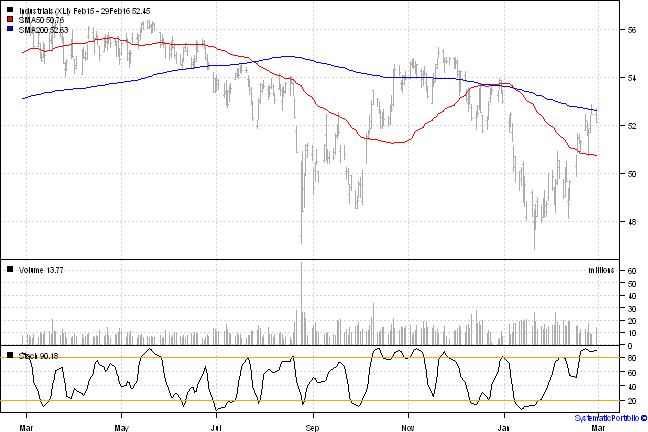 Industrials (XLI) Feb15 - 29Feb16 52.45
SMA50 50.76
SMA200 52.63
56
54
52
50
48
Volume 13.77
millions
60
40
30
20
10
0
Stoch 90.18
80
60
40
20
Mar May Jul Sep Nov Jan Mar
SystematicPortfolio ©